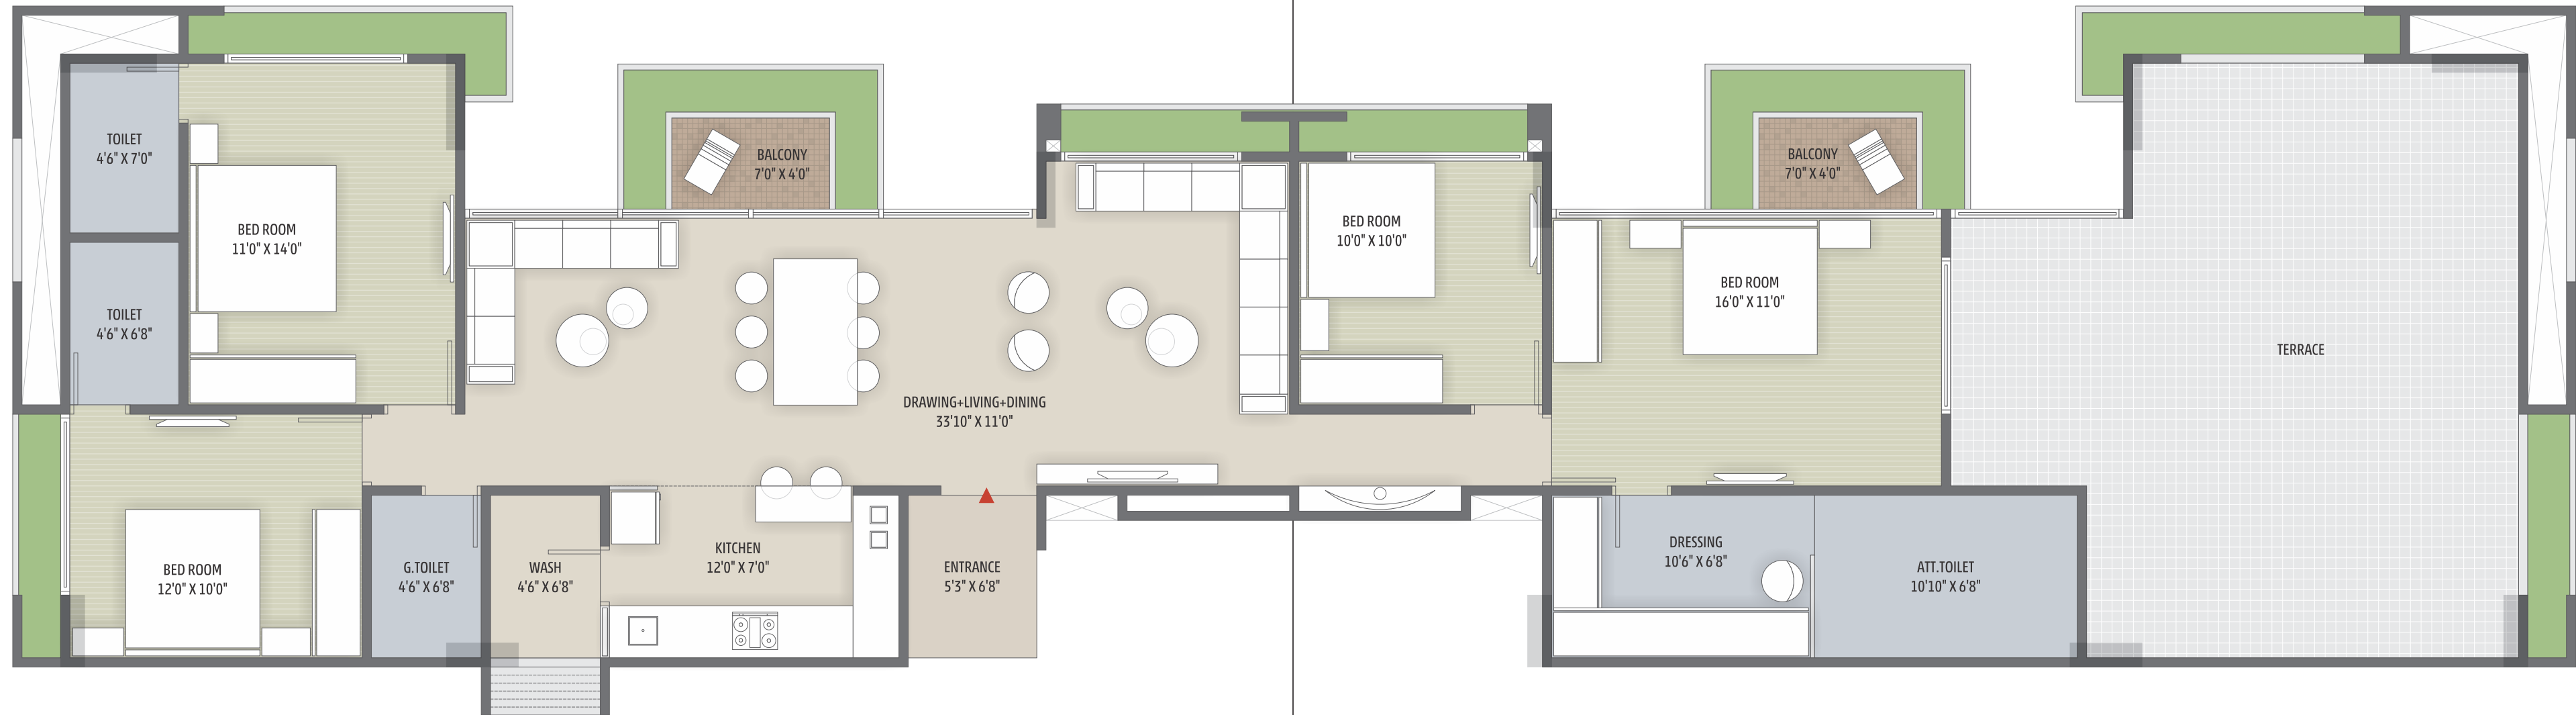 TOILET
4'6" X 7'0"
TOILET
4'6" X 6'8"
BED ROOM
11'0" X 14'0"
BALCONY
7'0" X 4'0"
BED ROOM
10'0" X 10'0"
BALCONY
7'0" X 4'0"
BED ROOM
16'0" X 11'0"
TERRACE
DRAWING+LIVING+DINING
33'10" X 11'0"
BED ROOM
12'0" X 10'0"
G.TOILET
4'6" X 6'8"
WASH
4'6" X 6'8"
KITCHEN
12'0" X 7'0"
ENTRANCE
5'3" X 6'8"
DRESSING
10'6" X 6'8"
ATT.TOILET
10'10" X 6'8"